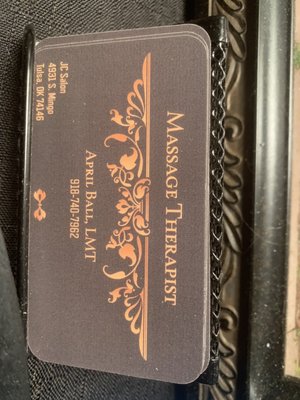 MASSAGE THERAPIST
APRIL BALL, LMT
918-740-7962
JC Salon
4931 S. Mingo
Tulsa, OK 74146